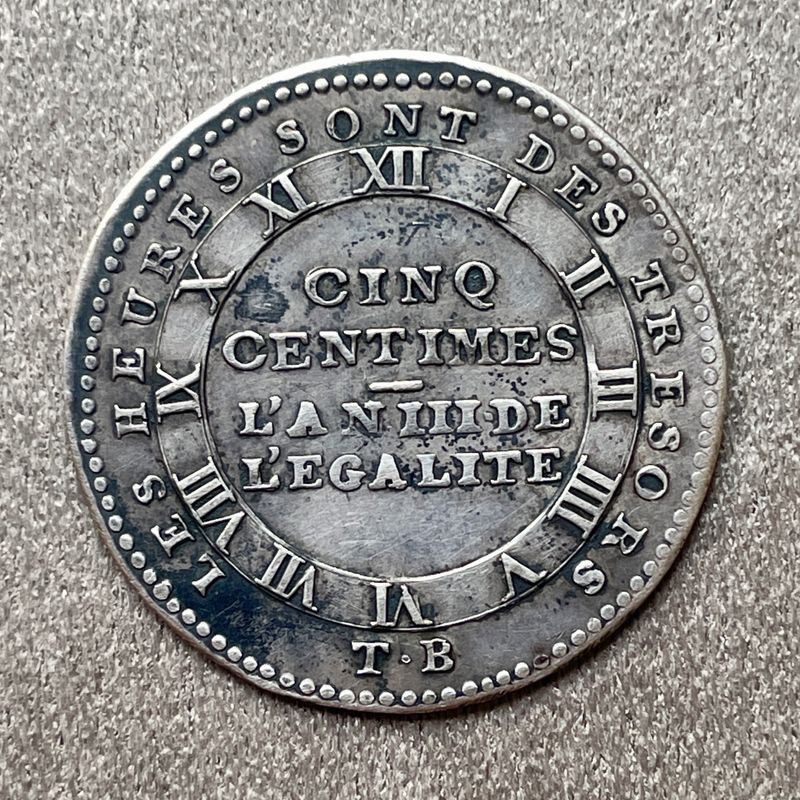 LES HEURES SONT DES TRESORS
XII I II III IIII V VI VII VIII IX X XI
CINQ
CENTIMES
L'AN III DE
L'EGALITE
T·B